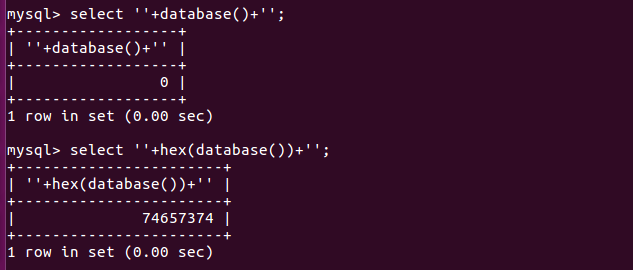 mysql> select ''+database()+'';
+------------------+
| ''+database()+'' |
+------------------+
|                0 |
+------------------+
1 row in set (0.00 sec)
mysql> select ''+hex(database())+'';
+-----------------------+
| ''+hex(database())+'' |
+-----------------------+
|              74657374 |
+-----------------------+
1 row in set (0.00 sec)